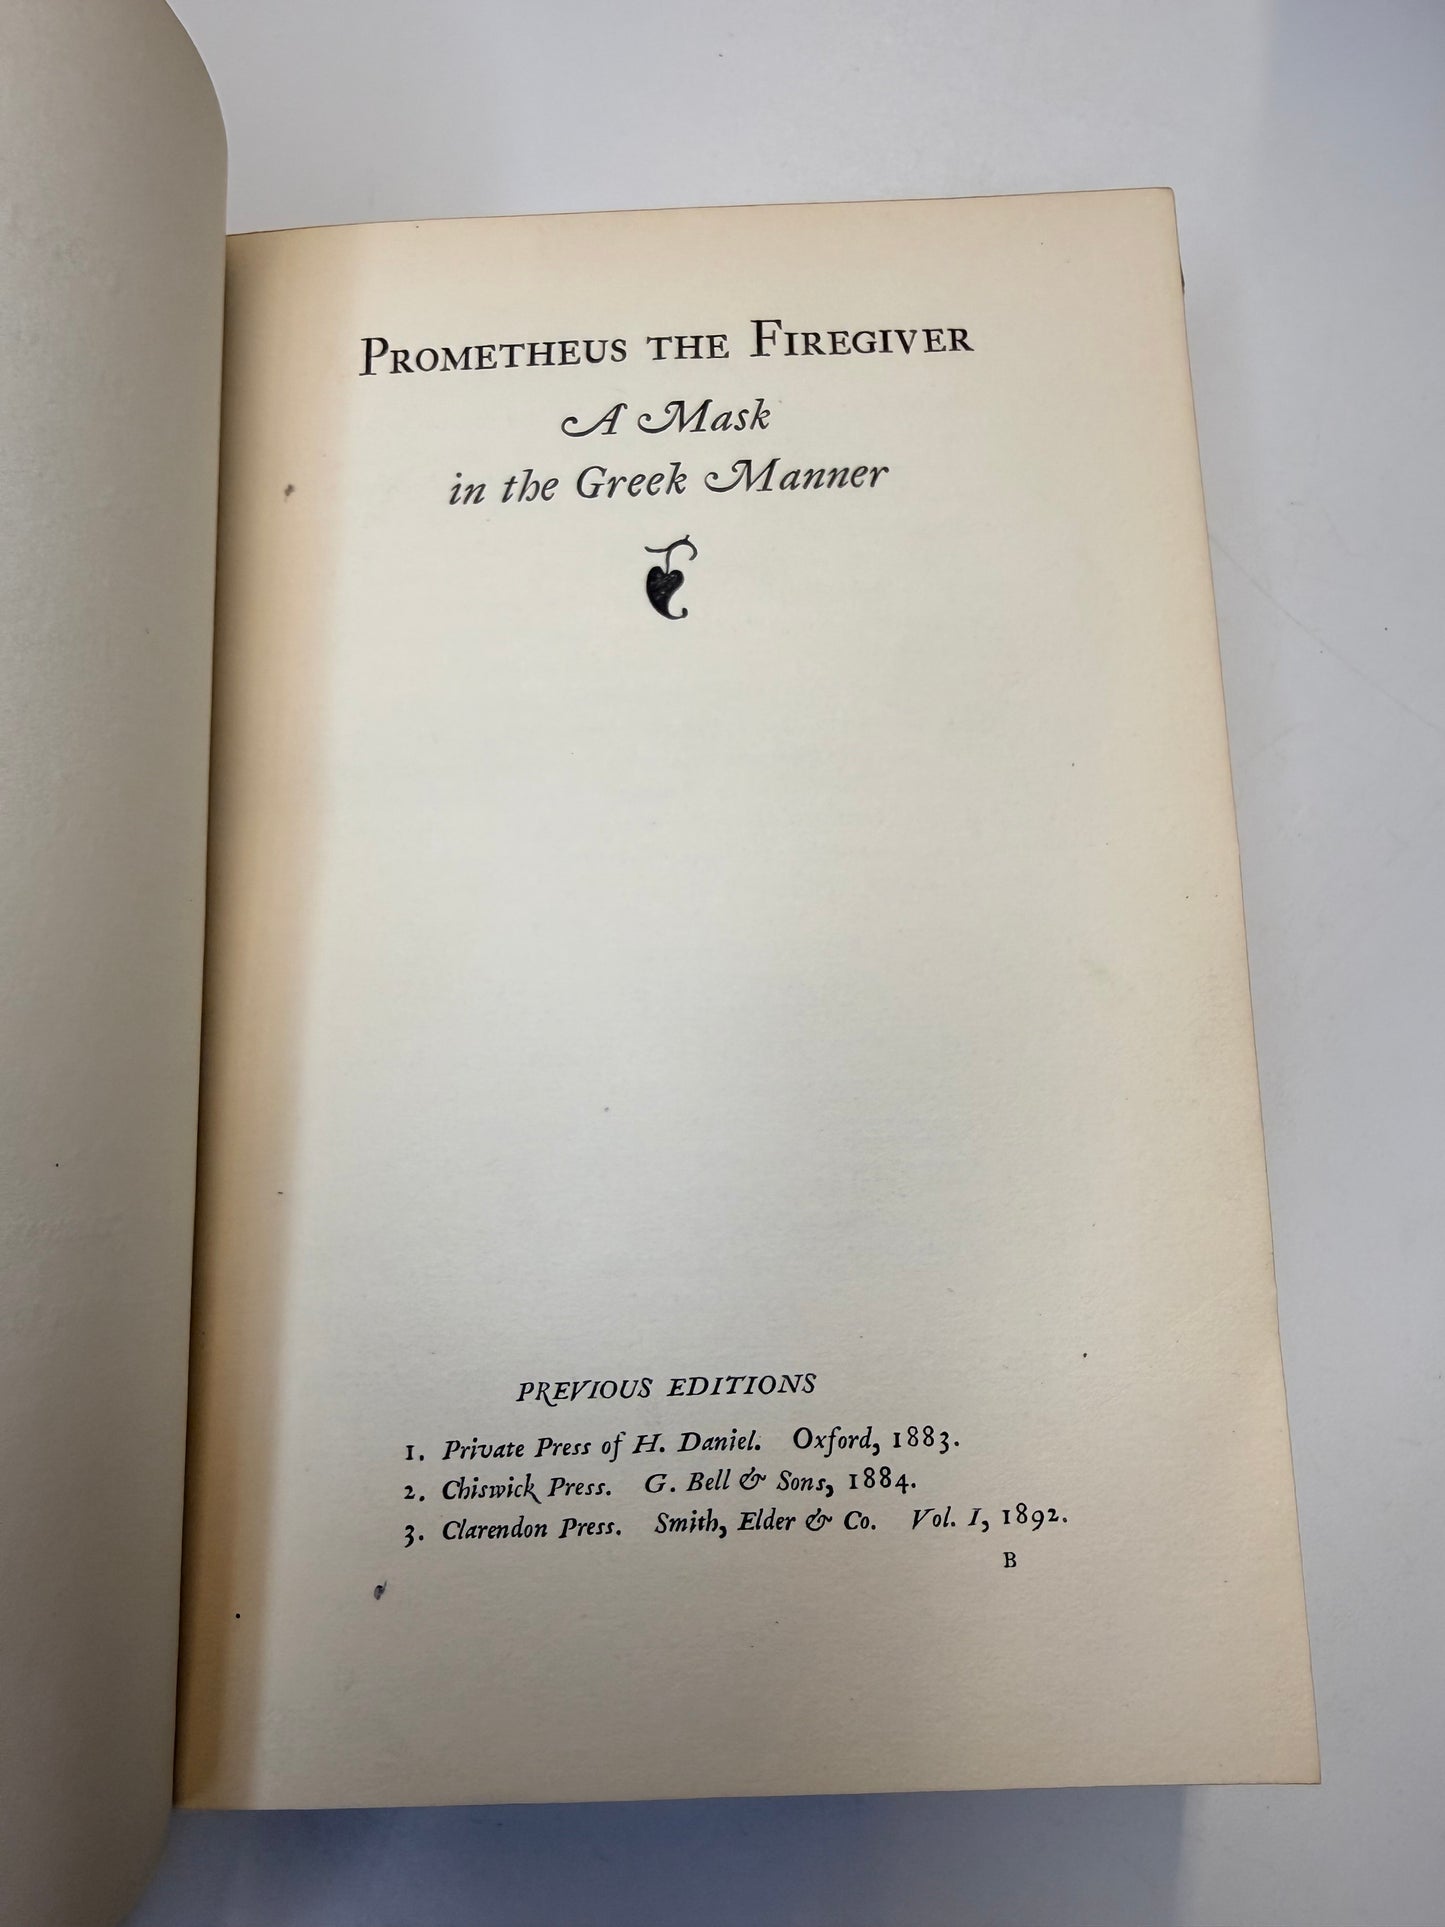 PROMETHEUS THE FIREGIVER
A Mask
in the Greek Manner
PREVIOUS EDITIONS
1. Private Press of H. Daniel. Oxford, 1883.
2. Chiswick Press. G. Bell & Sons, 1884.
3. Clarendon Press. Smith, Elder & Co. Vol. I, 1892.
B